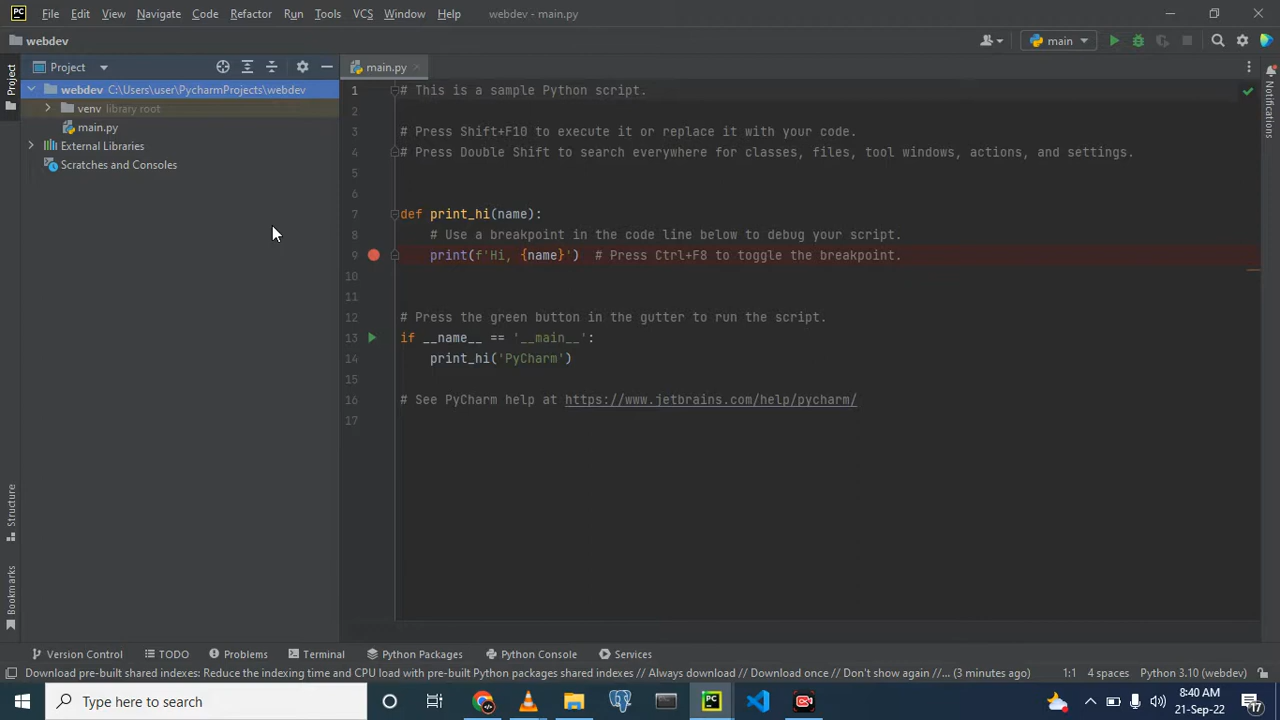 PC File Edit View Navigate Code Refactor Run Tools VCS Window Help webdev - main.py
webdev main
Project
Project main.py
webdev C:\Users\user\PycharmProjects\webdev
venv library root
main.py
External Libraries
Scratches and Consoles
Structure
Bookmarks
1 # This is a sample Python script.
2
3 # Press Shift+F10 to execute it or replace it with your code.
4 # Press Double Shift to search everywhere for classes, files, tool windows, actions, and settings.
5
6
7 def print_hi(name):
8 # Use a breakpoint in the code line below to debug your script.
9 print(f'Hi, {name}') # Press Ctrl+F8 to toggle the breakpoint.
10
11
12 # Press the green button in the gutter to run the script.
13 if __name__ == '__main__':
14 print_hi('PyCharm')
15
16 # See PyCharm help at https://www.jetbrains.com/help/pycharm/
17
Notifications
Version Control TODO Problems Terminal Python Packages Python Console Services
Download pre-built shared indexes: Reduce the indexing time and CPU load with pre-built Python packages shared indexes // Always download // Download once // Don't show again // (3 minutes ago) 1:1 4 spaces Python 3.10 (webdev)
Type here to search
PC
8:40 AM
21-Sep-22
17